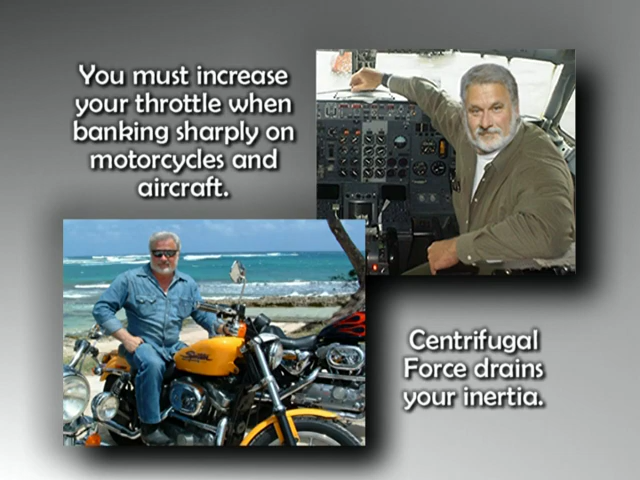 You must increase
your throttle when
banking sharply on
motorcycles and
aircraft.
Centrifugal
Force drains
your inertia.